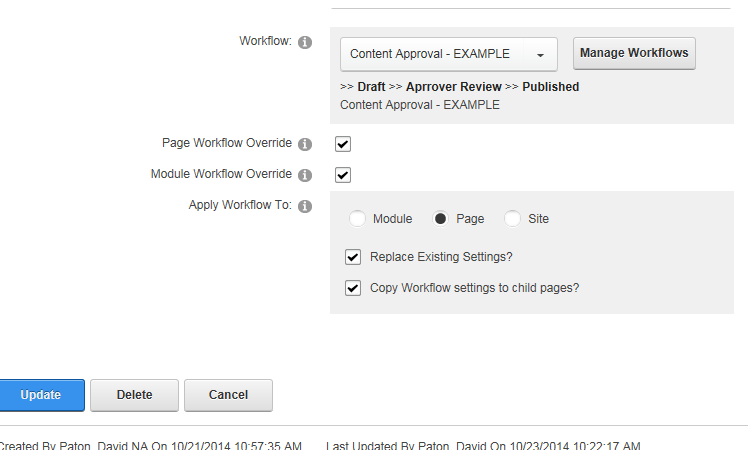 Workflow:
Content Approval - EXAMPLE
Manage Workflows
>> Draft >> Aprrover Review >> Published
Content Approval - EXAMPLE
Page Workflow Override
Module Workflow Override
Apply Workflow To:
Module Page Site
Replace Existing Settings?
Copy Workflow settings to child pages?
Update Delete Cancel
Created By Paton, David NA On 10/21/2014 10:57:35 AM Last Updated By Paton, David On 10/23/2014 10:22:17 AM